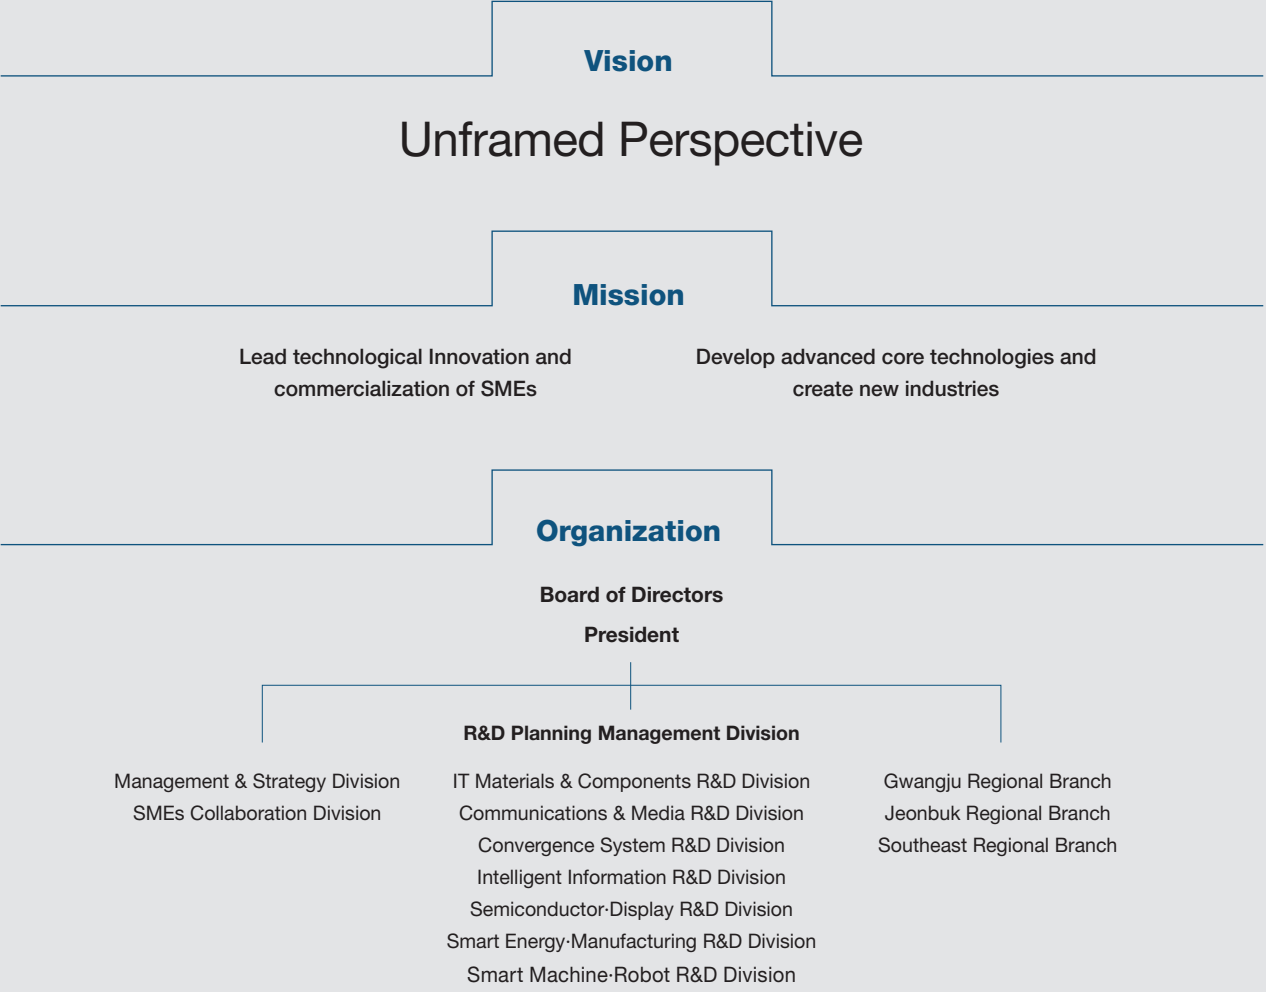 Vision
Unframed Perspective
Mission
Lead technological Innovation and
commercialization of SMEs
Develop advanced core technologies and
create new industries
Organization
Board of Directors
President
R&D Planning Management Division
Management & Strategy Division
SMEs Collaboration Division
IT Materials & Components R&D Division
Communications & Media R&D Division
Convergence System R&D Division
Intelligent Information R&D Division
Semiconductor·Display R&D Division
Smart Energy·Manufacturing R&D Division
Smart Machine·Robot R&D Division
Gwangju Regional Branch
Jeonbuk Regional Branch
Southeast Regional Branch